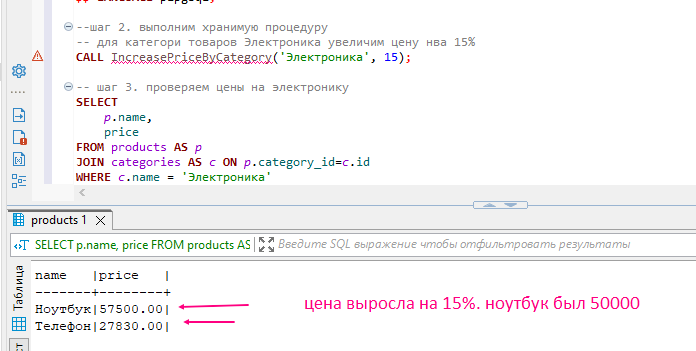 --шаг 2. выполним хранимую процедуру
-- для категори товаров Электроника увеличим цену нва 15%
CALL IncreasePriceByCategory('Электроника', 15);
-- шаг 3. проверяем цены на электронику
SELECT
p.name,
price
FROM products AS p
JOIN categories AS c ON p.category_id=c.id
WHERE c.name = 'Электроника'
products 1
SELECT p.name, price FROM products AS
Введите SQL выражение чтобы отфильтровать результаты
Таблица
name |price |
-------+--------+
Ноутбук|57500.00|
Телефон|27830.00|
цена выросла на 15%. ноутбук был 50000